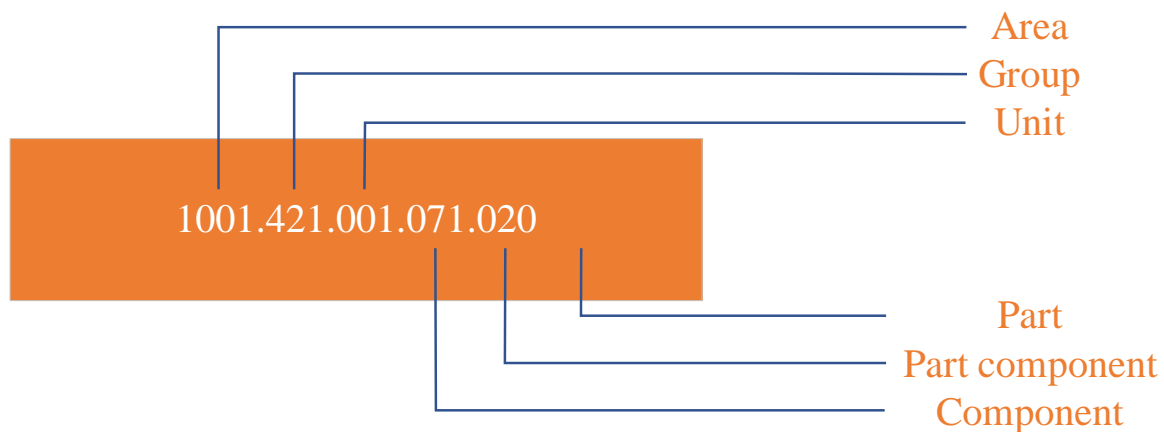 Area
Group
Unit
1001.421.001.071.020
Part
Part component
Component